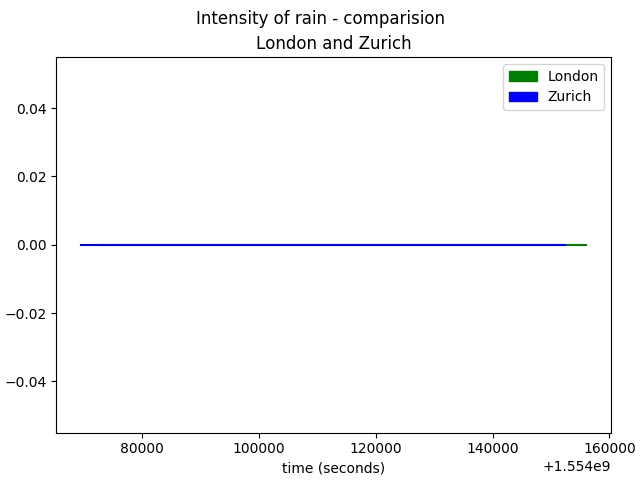 Intensity of rain - comparision
London and Zurich
London
Zurich
0.04
0.02
0.00
−0.02
−0.04
80000 100000 120000 140000 160000
time (seconds)
+1.554e9